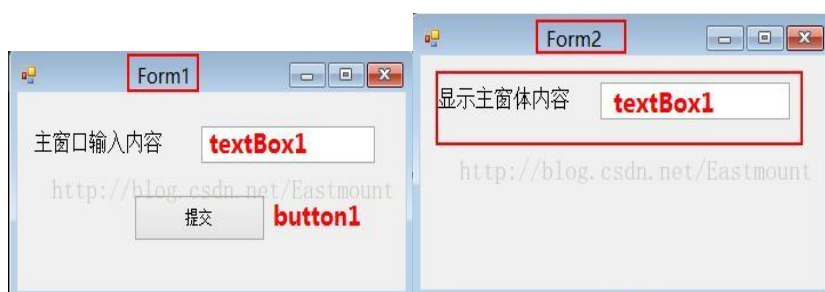 Form1
主窗口输入内容
textBox1
提交
button1
http://blog.csdn.net/Eastmount
Form2
显示主窗体内容
textBox1
http://blog.csdn.net/Eastmount